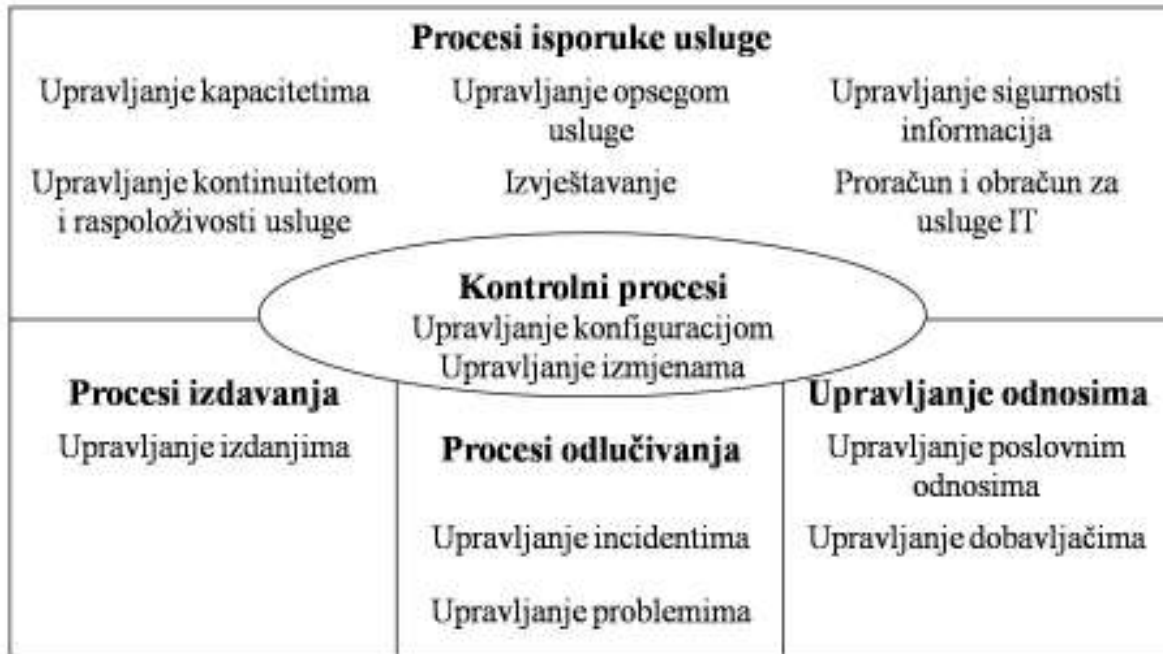 Procesi isporuke usluge
Upravljanje kapacitetima
Upravljanje opsegom
usluge
Upravljanje sigurnosti
informacija
Upravljanje kontinuitetom
i raspoloživosti usluge
Izvještavanje
Proračun i obračun za
usluge IT
Kontrolni procesi
Upravljanje konfiguracijom
Upravljanje izmjenama
Procesi izdavanja
Upravljanje izdanjima
Procesi odlučivanja
Upravljanje incidentima
Upravljanje problemima
Upravljanje odnosima
Upravljanje poslovnim
odnosima
Upravljanje dobavljačima